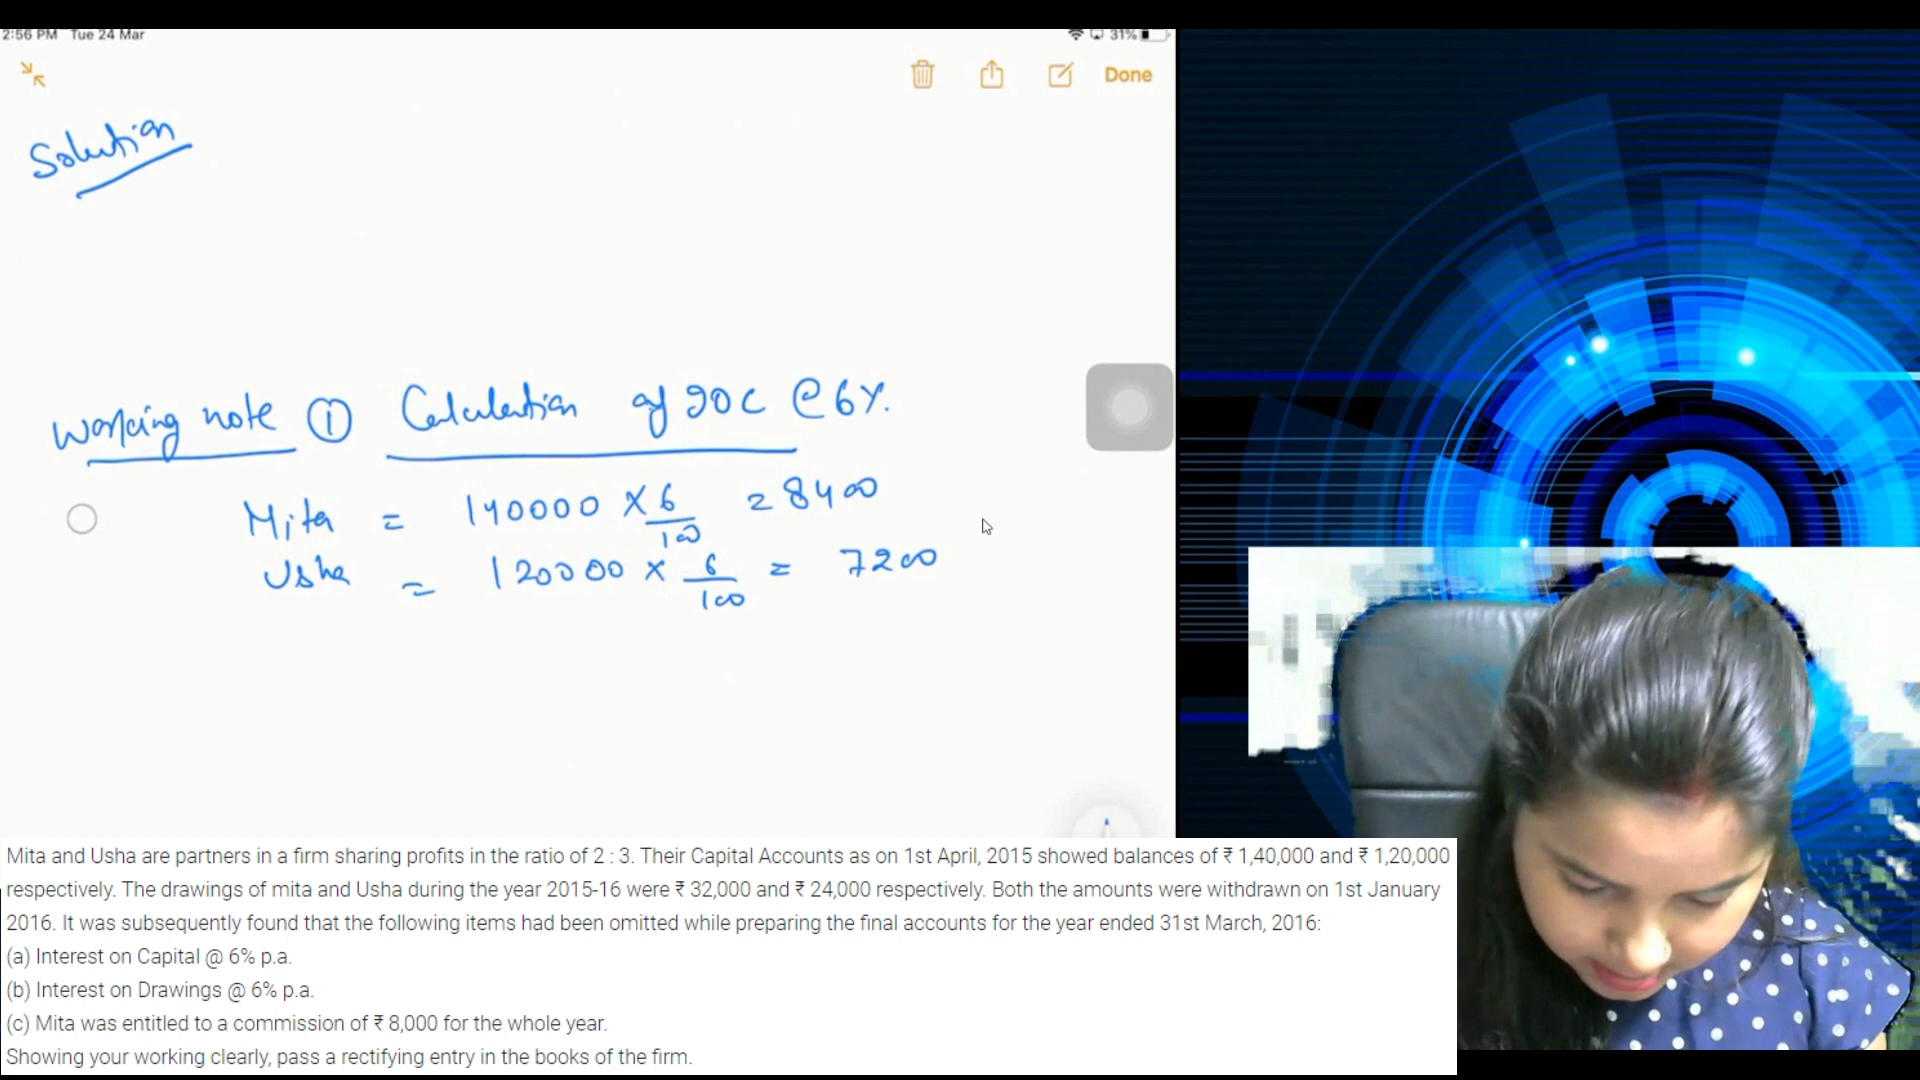 2:56 PM Tue 24 Mar 31%
Done
Solution
Working note ① Calculation of IOC @ 6%.
Mita = 140000 × 6/100 = 8400
Usha = 120000 × 6/100 = 7200
Mita and Usha are partners in a firm sharing profits in the ratio of 2 : 3. Their Capital Accounts as on 1st April, 2015 showed balances of ₹ 1,40,000 and ₹ 1,20,000
respectively. The drawings of mita and Usha during the year 2015-16 were ₹ 32,000 and ₹ 24,000 respectively. Both the amounts were withdrawn on 1st January
2016. It was subsequently found that the following items had been omitted while preparing the final accounts for the year ended 31st March, 2016:
(a) Interest on Capital @ 6% p.a.
(b) Interest on Drawings @ 6% p.a.
(c) Mita was entitled to a commission of ₹ 8,000 for the whole year.
Showing your working clearly, pass a rectifying entry in the books of the firm.